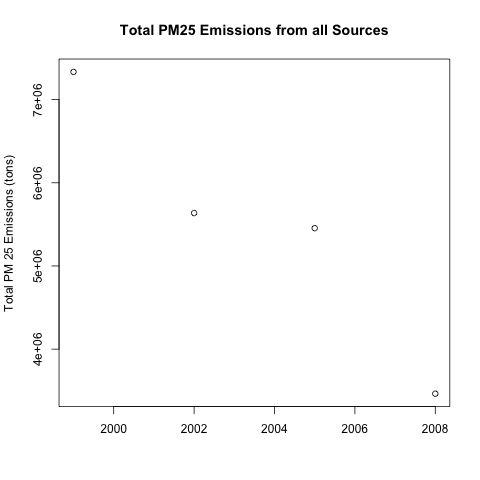 Total PM25 Emissions from all Sources
Total PM 25 Emissions (tons)
7e+06
6e+06
5e+06
4e+06
2000 2002 2004 2006 2008